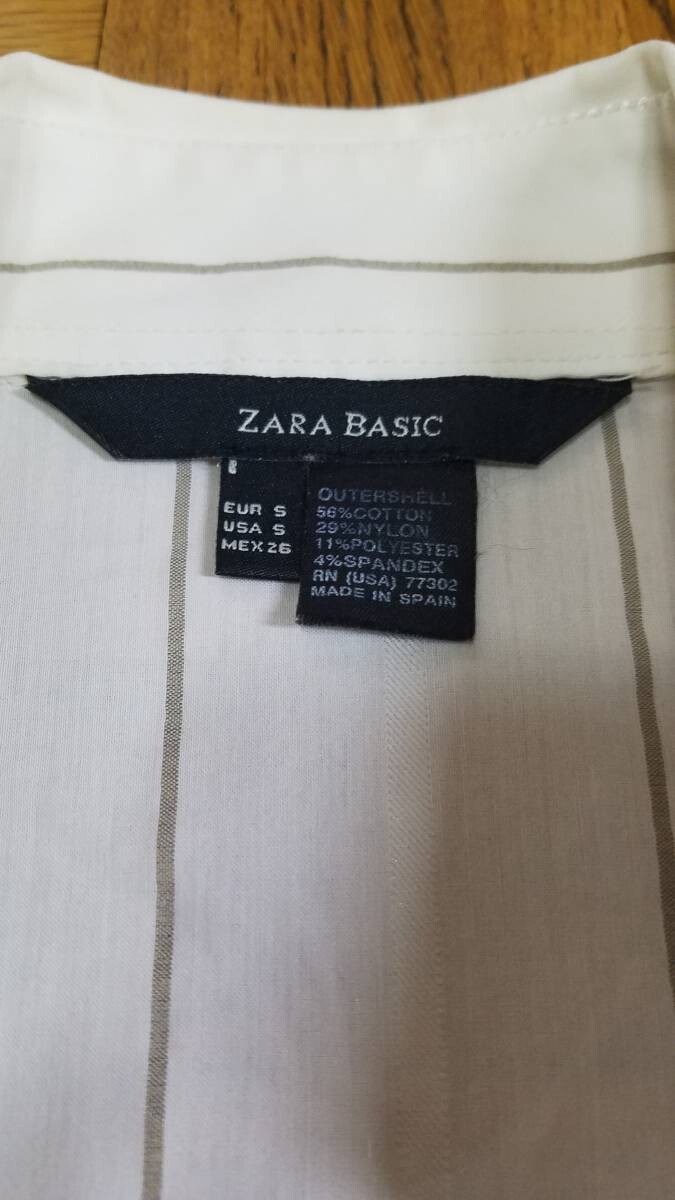 ZARA BASIC
EUR S
USA S
MEX 26
OUTERSHELL
56%COTTON
29%NYLON
11%POLYESTER
4%SPANDEX
RN (USA) 77302
MADE IN SPAIN